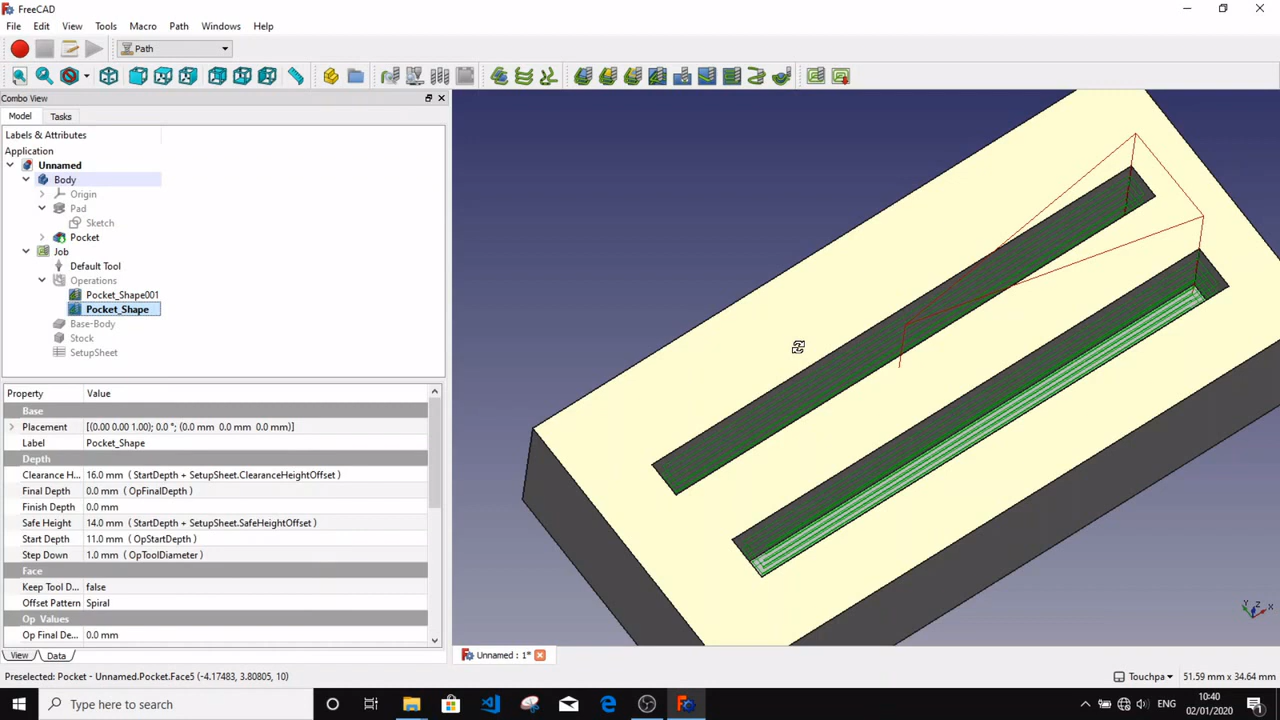 FreeCAD
File Edit View Tools Macro Path Windows Help
Path
Combo View
Model Tasks
Labels & Attributes
Application
Unnamed
Body
Origin
Pad
Sketch
Pocket
Job
Default Tool
Operations
Pocket_Shape001
Pocket_Shape
Base-Body
Stock
SetupSheet
Property Value
Base
Placement [(0.00 0.00 1.00); 0.0 °; (0.0 mm 0.0 mm 0.0 mm)]
Label Pocket_Shape
Depth
Clearance H... 16.0 mm ( StartDepth + SetupSheet.ClearanceHeightOffset )
Final Depth 0.0 mm ( OpFinalDepth )
Finish Depth 0.0 mm
Safe Height 14.0 mm ( StartDepth + SetupSheet.SafeHeightOffset )
Start Depth 11.0 mm ( OpStartDepth )
Step Down 1.0 mm ( OpToolDiameter )
Face
Keep Tool D... false
Offset Pattern Spiral
Op Values
Op Final De... 0.0 mm
View Data
Unnamed : 1*
Y Z X
Preselected: Pocket - Unnamed.Pocket.Face5 (-4.17483, 3.80805, 10) Touchpa 51.59 mm x 34.64 mm
Type here to search
ENG
10:40
02/01/2020
1